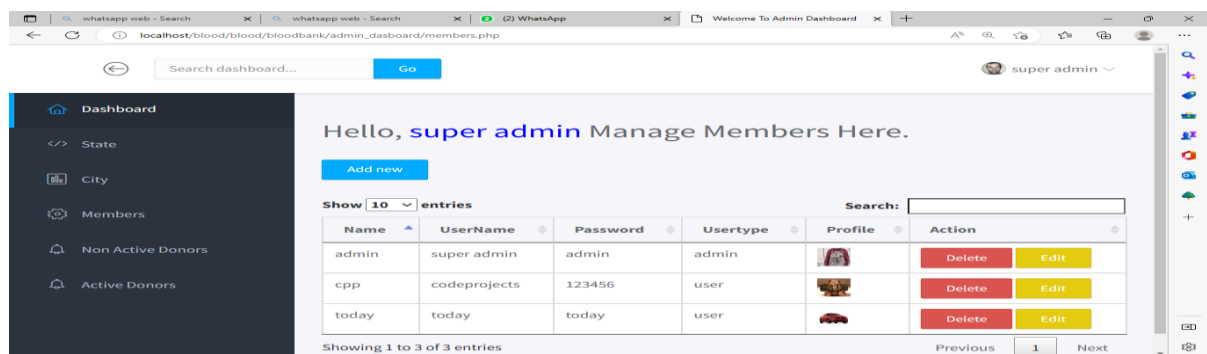 whatsapp web - Search
whatsapp web - Search
(2) WhatsApp
Welcome To Admin Dashboard
localhost/blood/blood/bloodbank/admin_dasboard/members.php
Search dashboard...
Go
super admin
Dashboard
State
City
Members
Non Active Donors
Active Donors
Hello, super admin Manage Members Here.
Add new
Show 10 entries Search:
Name UserName Password Usertype Profile Action
admin super admin admin admin Delete Edit
cpp codeprojects 123456 user Delete Edit
today today today user Delete Edit
Showing 1 to 3 of 3 entries Previous 1 Next